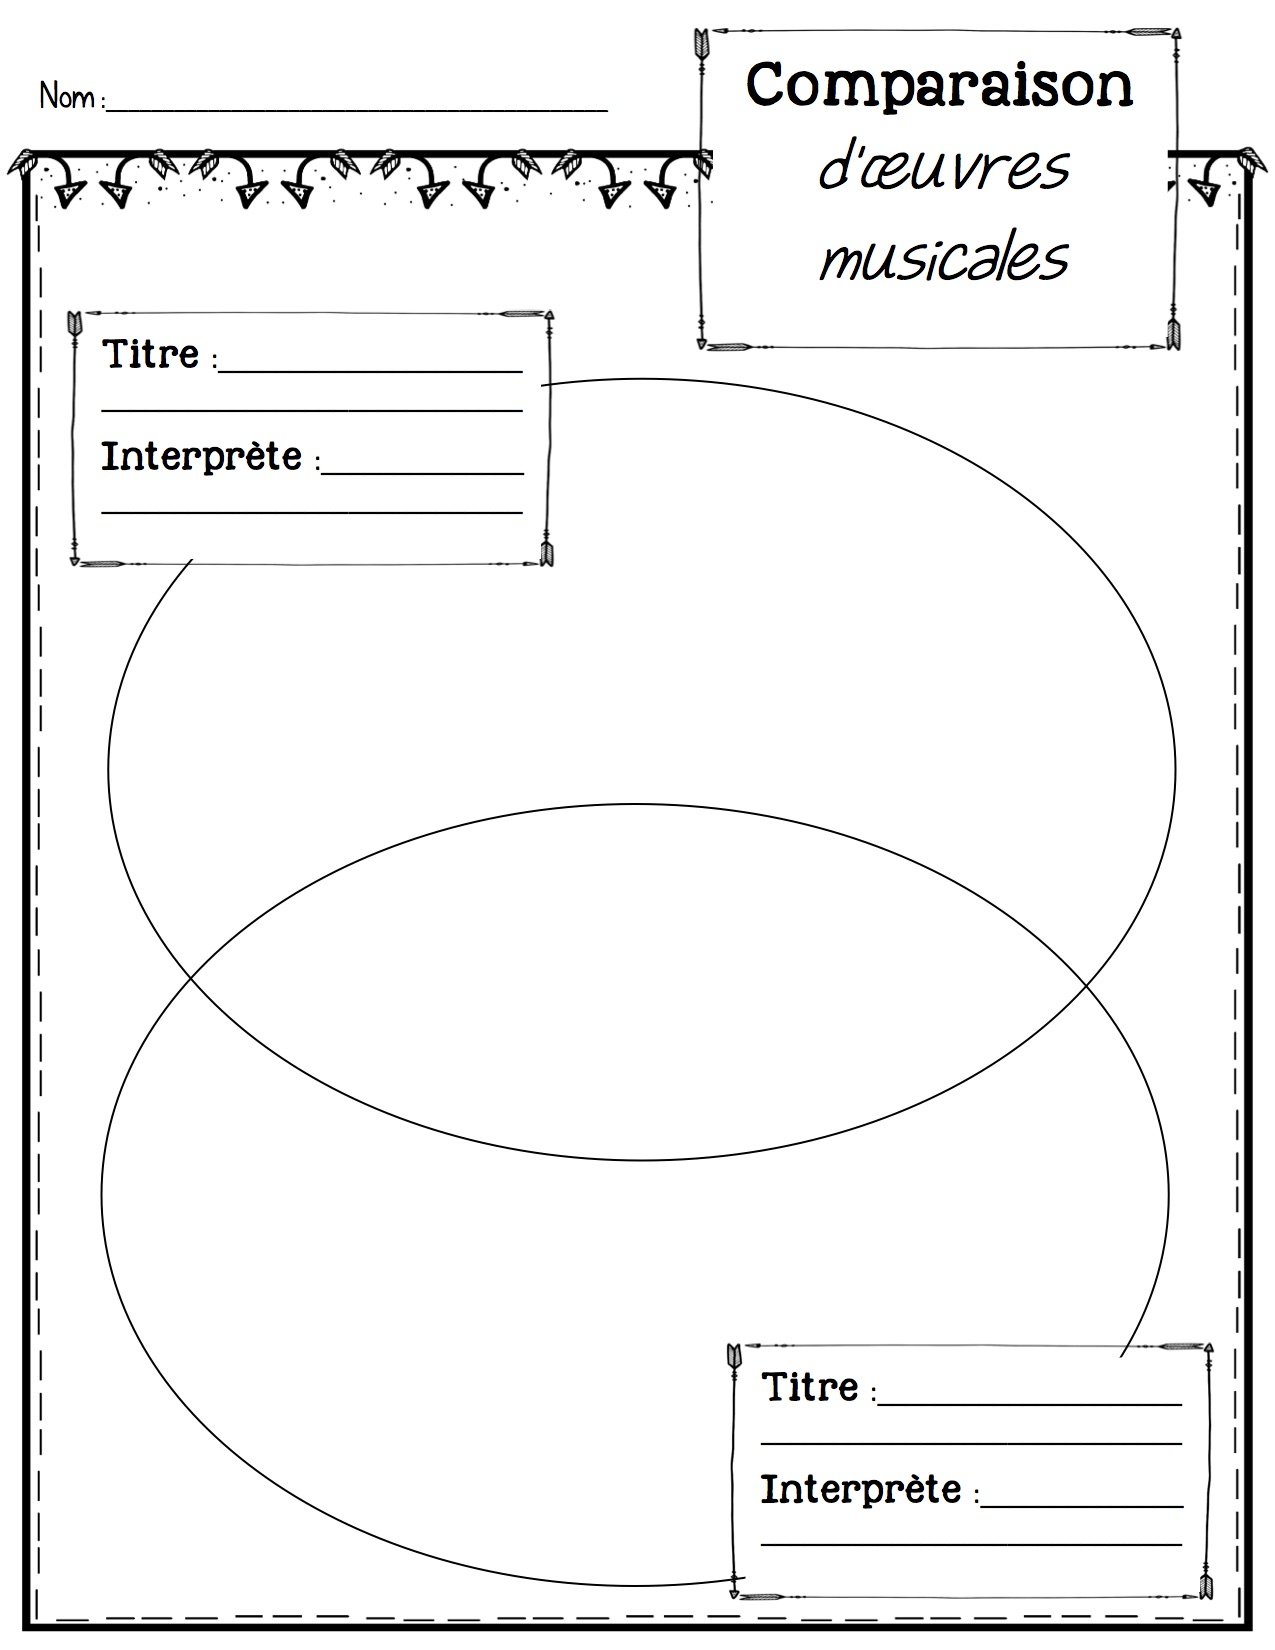 Nom :
Comparaison
d'œuvres
musicales
Titre :
Interprète :
Titre :
Interprète :